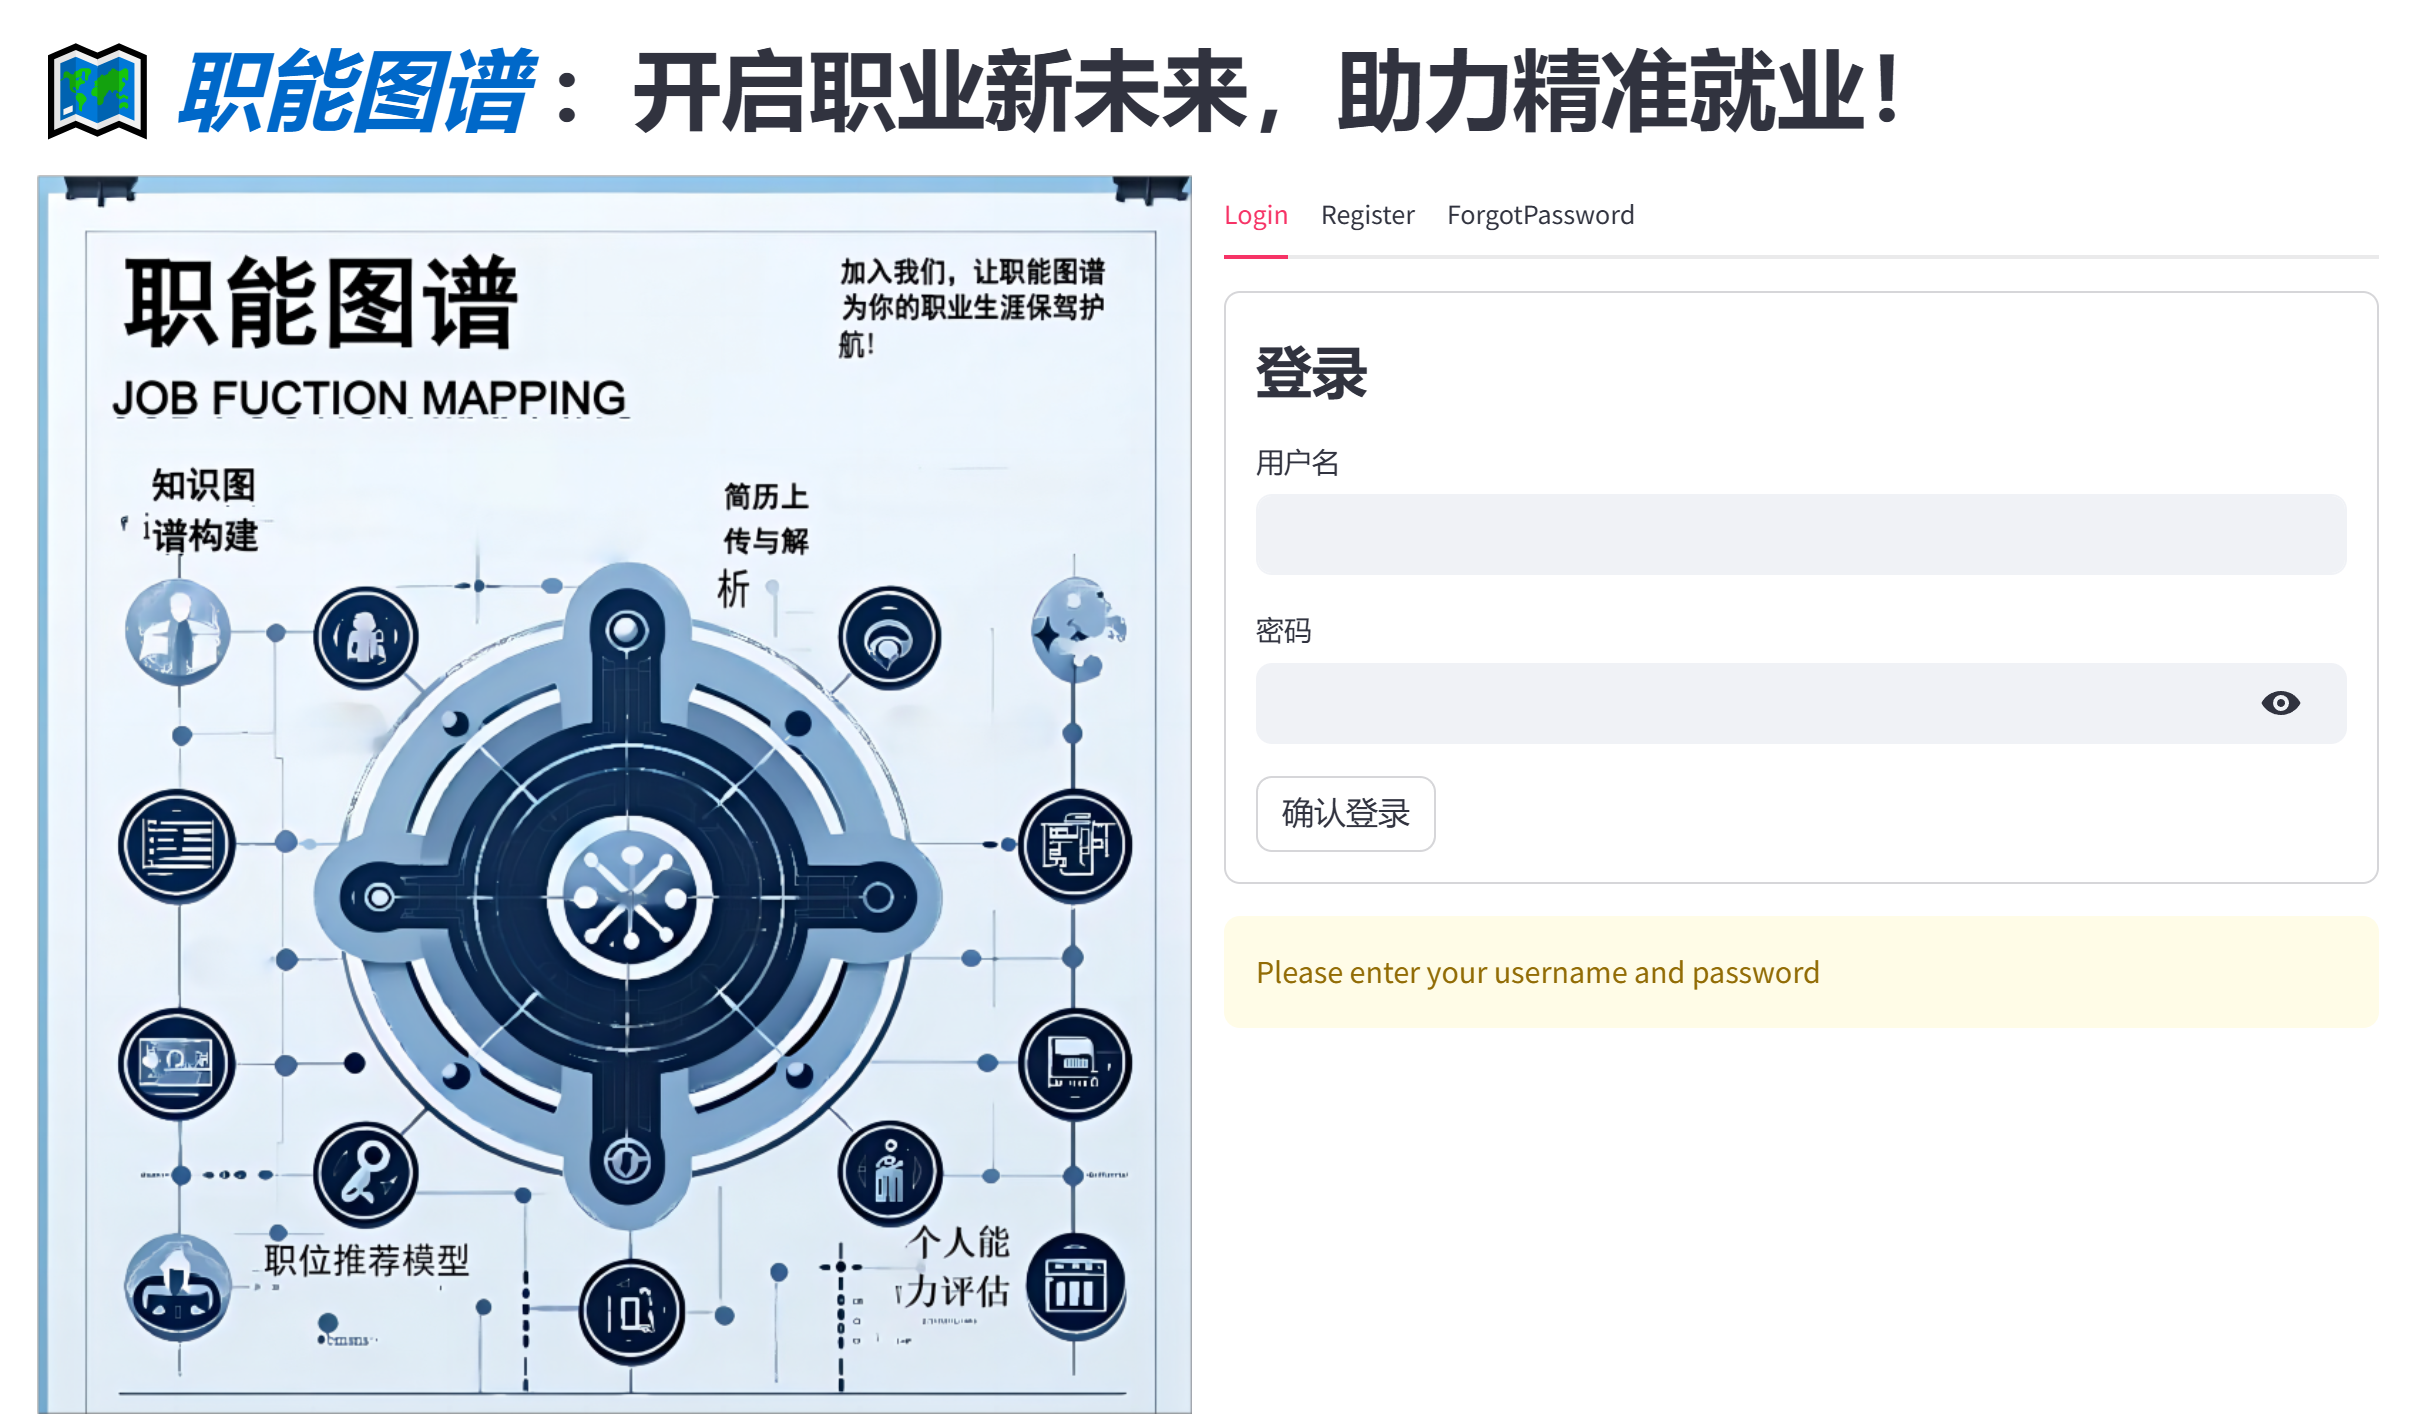 职能图谱：开启职业新未来，助力精准就业！
职能图谱
JOB FUCTION MAPPING
加入我们，让职能图谱
为你的职业生涯保驾护
航！
知识图
谱构建
简历上
传与解
析
职位推荐模型
个人能
力评估
Login Register ForgotPassword
登录
用户名
密码
确认登录
Please enter your username and password